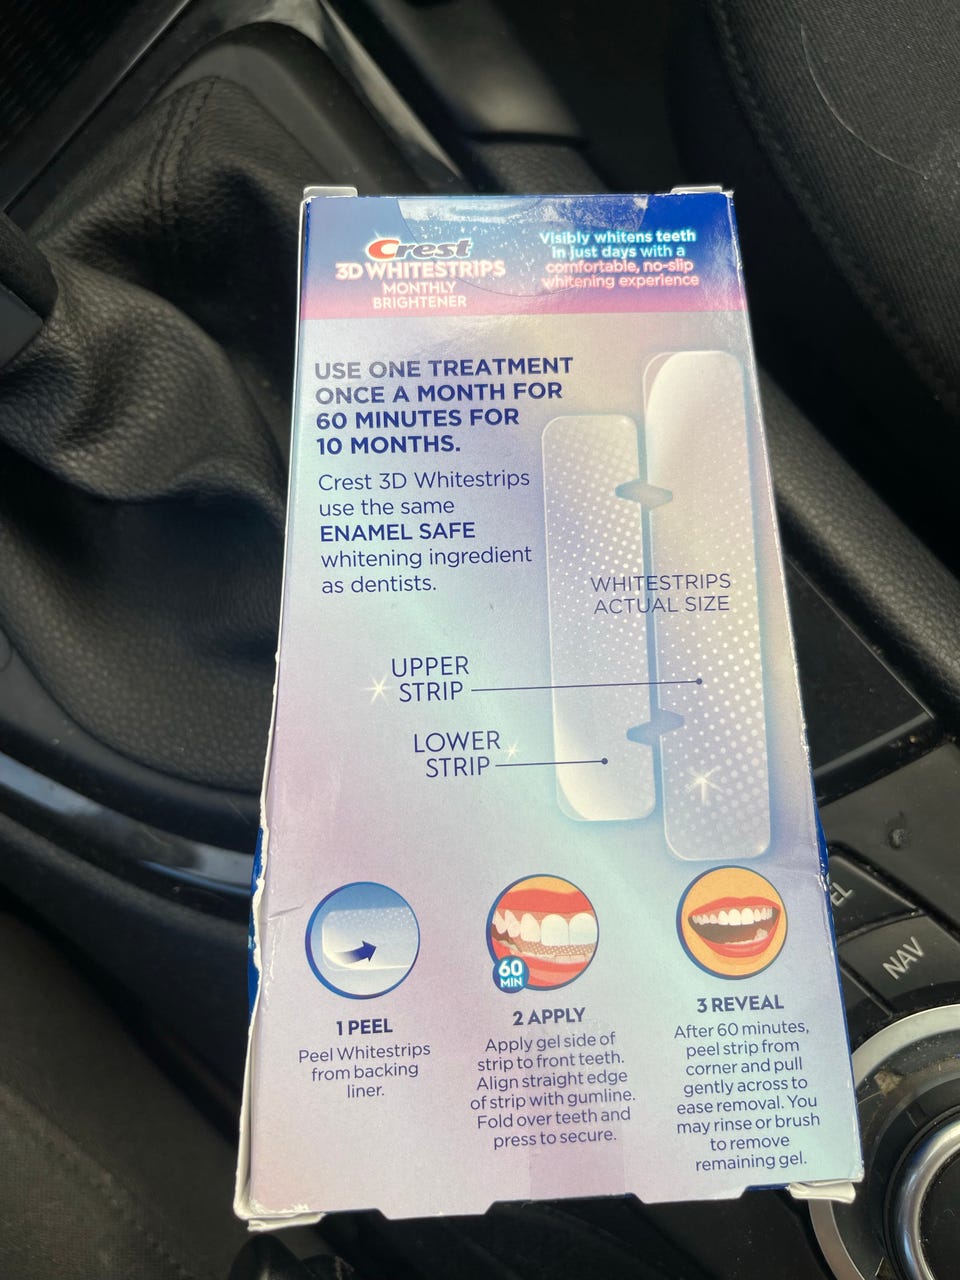 Crest
3D WHITESTRIPS
MONTHLY
BRIGHTENER
Visibly whitens teeth
in just days with a
comfortable, no-slip
whitening experience
USE ONE TREATMENT
ONCE A MONTH FOR
60 MINUTES FOR
10 MONTHS.
Crest 3D Whitestrips
use the same
ENAMEL SAFE
whitening ingredient
as dentists.
WHITESTRIPS
ACTUAL SIZE
UPPER
STRIP
LOWER
STRIP
1 PEEL
Peel Whitestrips
from backing
liner.
60
MIN
2 APPLY
Apply gel side of
strip to front teeth.
Align straight edge
of strip with gumline.
Fold over teeth and
press to secure.
3 REVEAL
After 60 minutes,
peel strip from
corner and pull
gently across to
ease removal. You
may rinse or brush
to remove
remaining gel.
NAV